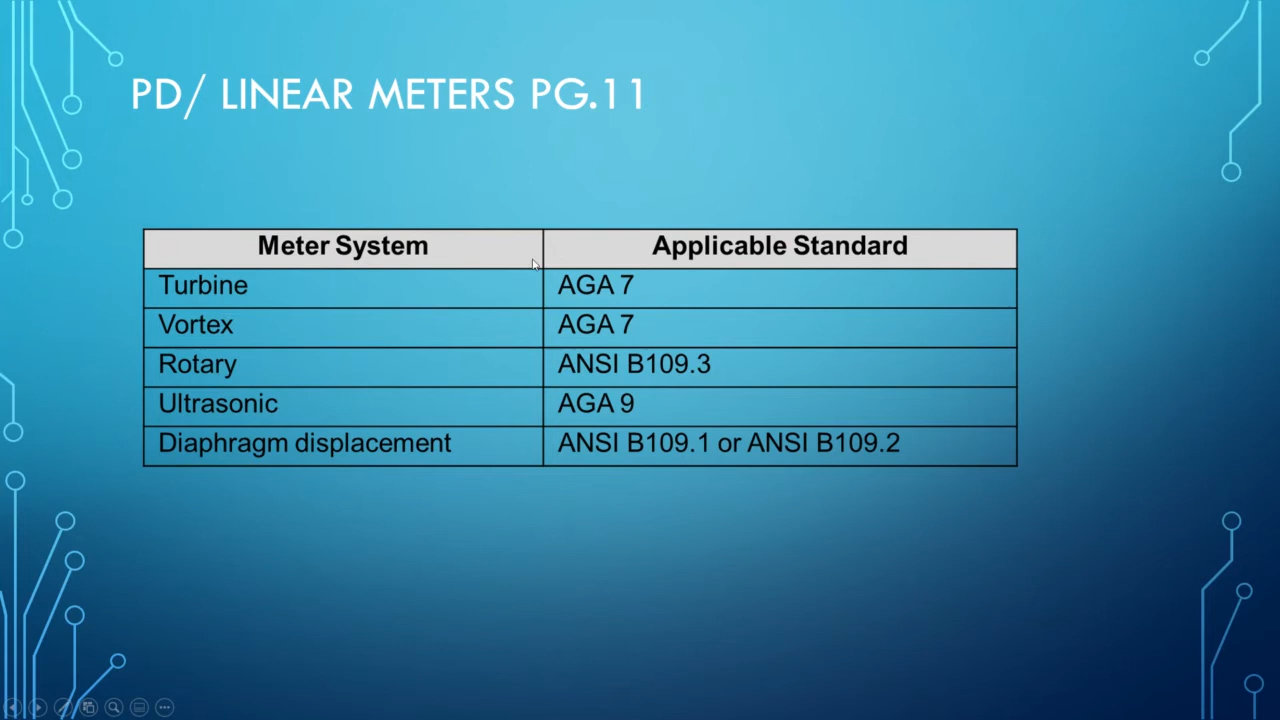 PD/ LINEAR METERS PG.11
Meter System Applicable Standard
Turbine AGA 7
Vortex AGA 7
Rotary ANSI B109.3
Ultrasonic AGA 9
Diaphragm displacement ANSI B109.1 or ANSI B109.2